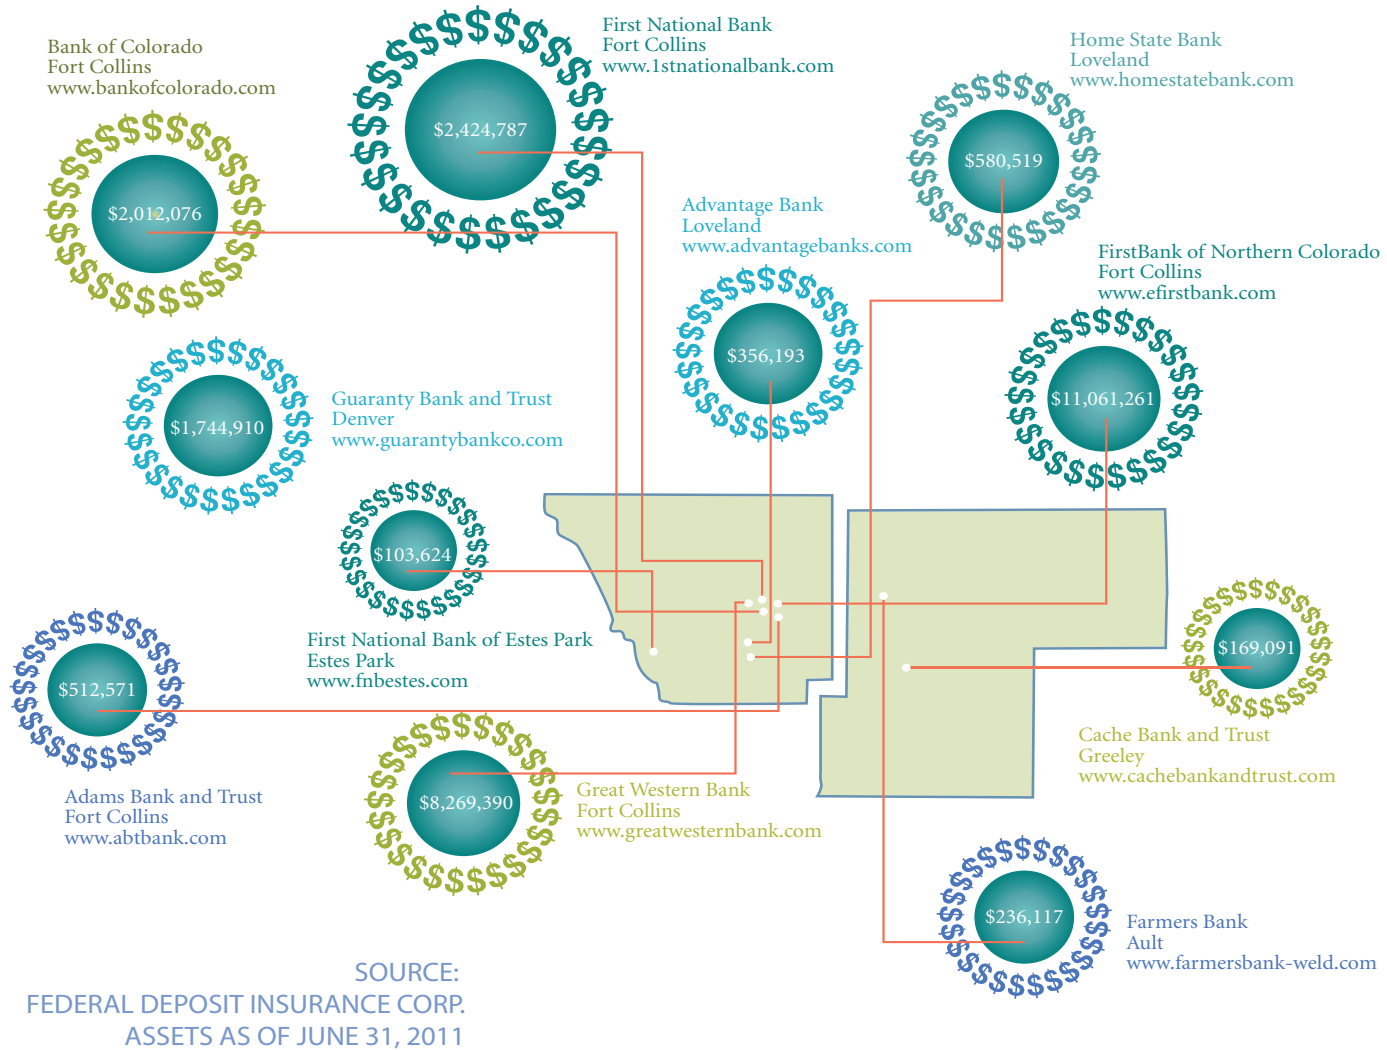 Bank of Colorado
Fort Collins
www.bankofcolorado.com
$2,012,076
First National Bank
Fort Collins
www.1stnationalbank.com
$2,424,787
Home State Bank
Loveland
www.homestatebank.com
$580,519
Advantage Bank
Loveland
www.advantagebanks.com
$356,193
FirstBank of Northern Colorado
Fort Collins
www.efirstbank.com
$11,061,261
$1,744,910
Guaranty Bank and Trust
Denver
www.guarantybankco.com
$103,624
First National Bank of Estes Park
Estes Park
www.fnbestes.com
$512,571
Adams Bank and Trust
Fort Collins
www.abtbank.com
$8,269,390
Great Western Bank
Fort Collins
www.greatwesternbank.com
$169,091
Cache Bank and Trust
Greeley
www.cachebankandtrust.com
$236,117
Farmers Bank
Ault
www.farmersbank-weld.com
SOURCE:
FEDERAL DEPOSIT INSURANCE CORP.
ASSETS AS OF JUNE 31, 2011